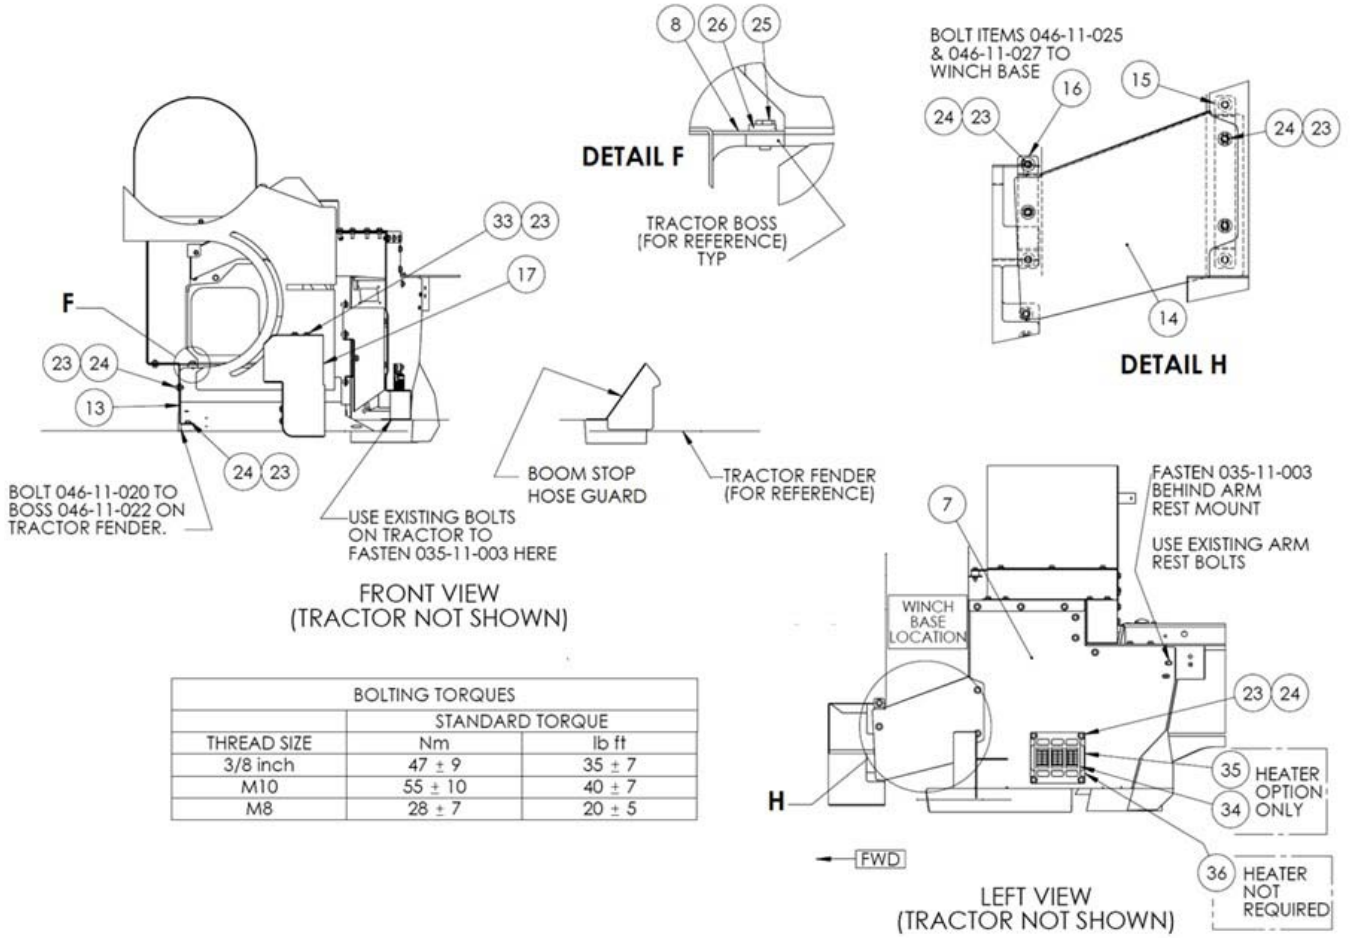 8 26 25
DETAIL F
TRACTOR BOSS
(FOR REFERENCE)
TYP
BOLT ITEMS 046-11-025
& 046-11-027 TO
WINCH BASE
16
15
24 23
24 23
14
DETAIL H
33 23
17
F
23 24
13
24 23
BOLT 046-11-020 TO
BOSS 046-11-022 ON
TRACTOR FENDER.
USE EXISTING BOLTS
ON TRACTOR TO
FASTEN 035-11-003 HERE
FRONT VIEW
(TRACTOR NOT SHOWN)
BOOM STOP
HOSE GUARD
TRACTOR FENDER
(FOR REFERENCE)
BOLTING TORQUES
STANDARD TORQUE
THREAD SIZE Nm lb ft
3/8 inch 47 ± 9 35 ± 7
M10 55 ± 10 40 ± 7
M8 28 ± 7 20 ± 5
7
FASTEN 035-11-003
BEHIND ARM
REST MOUNT
USE EXISTING ARM
REST BOLTS
WINCH
BASE
LOCATION
23 24
35
34
HEATER
OPTION
ONLY
H
FWD
36
HEATER
NOT
REQUIRED
LEFT VIEW
(TRACTOR NOT SHOWN)